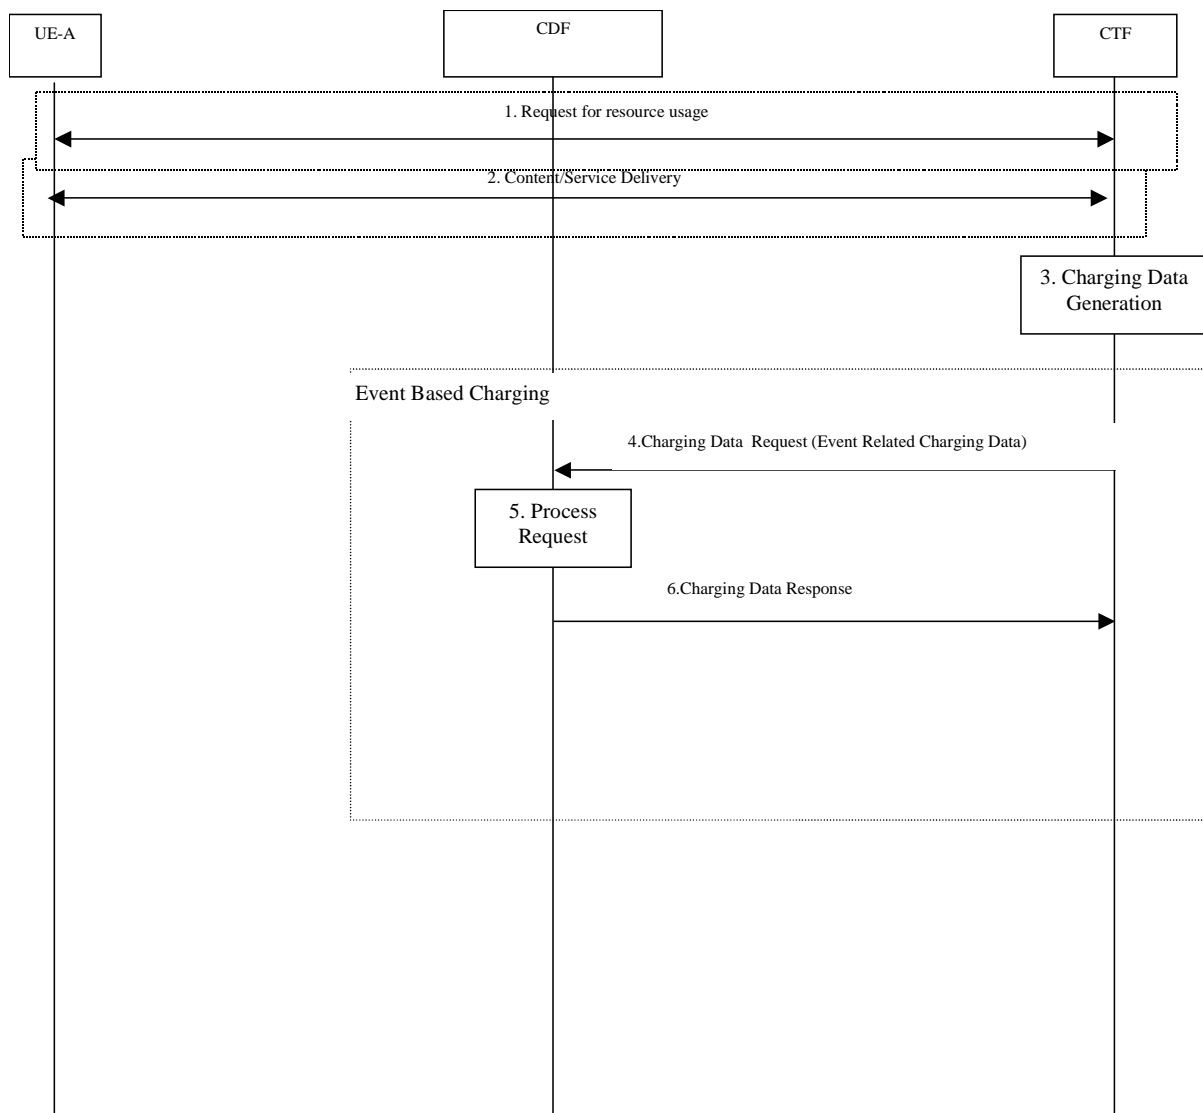 UE-A
CDF
CTF
1. Request for resource usage
2. Content/Service Delivery
3. Charging Data
Generation
Event Based Charging
4.Charging Data  Request (Event Related Charging Data)
5. Process
Request
6.Charging Data Response